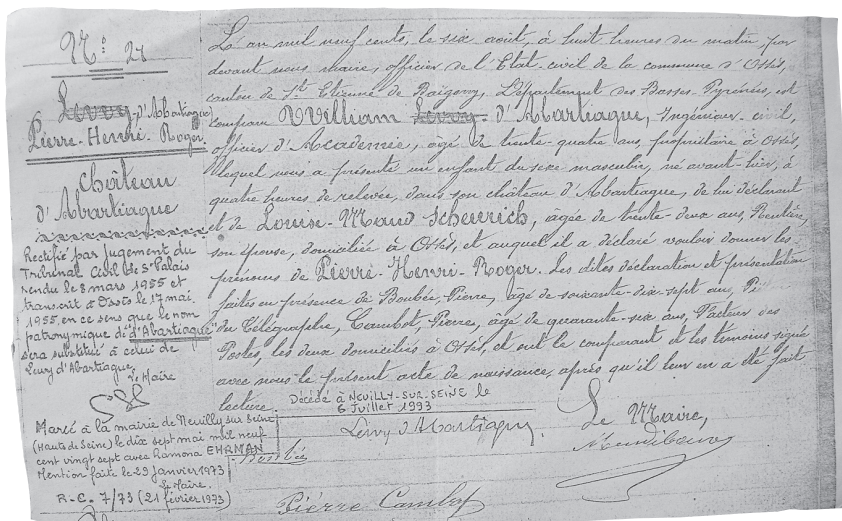 N° 27
Levy d'Abartiague
Pierre-Henri-Roger.
Château
d'Abartiague
Rectifié par jugement du
Tribunal Civil de St Palais
rendu le 8 mars 1955 et
transcrit à Ossès le 17 mai
1955, en ce sens que le nom
patronymique de "d'Abartiague"
sera substitué à celui de
Levy d'Abartiague.
Le Maire
Marié à la mairie de Neuilly sur Seine
(Hauts de Seine) le dix sept mai mil neuf
cent vingt sept avec Ramona EHRMAN
Mention faite le 29 Janvier 1973
Le Maire.
R.C. 7/73 (21 février 1973)
L'an mil neuf cents, le six août, à huit heures du matin par
devant nous maire, officier de l'Etat-civil de la commune d'Ossès,
canton de St Etienne de Baigorry, Département des Basses-Pyrénées, est
comparu William Levy d'Abartiague, Ingénieur civil,
officier d'Académie, âgé de trente-quatre ans, propriétaire à Ossès,
lequel nous a présenté un enfant du sexe masculin, né avant-hier, à
quatre heures de relevée, dans son château d'Abartiague, de lui déclarant
et de Louise-Maud Scheurich, âgée de trente-deux ans, Rentière,
son épouse, domiciliée à Ossès, et auquel il a déclaré vouloir donner les
prénoms de Pierre-Henri-Roger. Les dites déclaration et présentation
faites en présence de Boubée, Pierre, âgé de soixante-dix-sept ans,
du Télégraphe, Cambot, Pierre, âgé de quarante-six ans, Facteur des
Postes, les deux domiciliés à Ossès, et ont le comparant et les témoins signé
avec nous le présent acte de naissance, après qu'il leur en a été fait
lecture.
Décédé à NEUILLY-SUR-SEINE le
6 Juillet 1993
Levy d'Abartiague.
Le Maire,
Boubée
Pierre Cambot